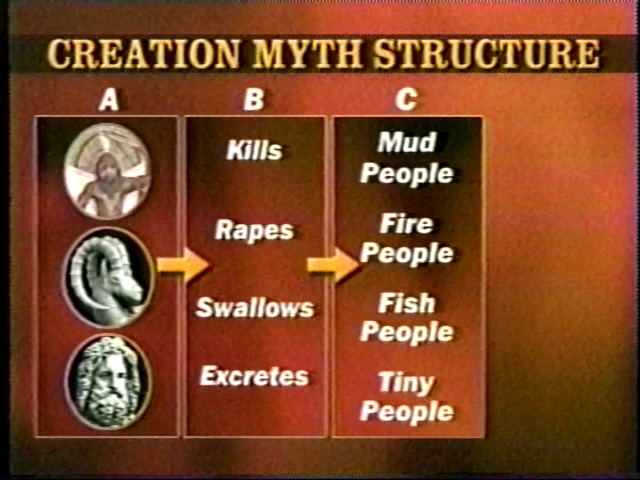 CREATION MYTH STRUCTURE
A B C
Kills
Rapes
Swallows
Excretes
Mud
People
Fire
People
Fish
People
Tiny
People